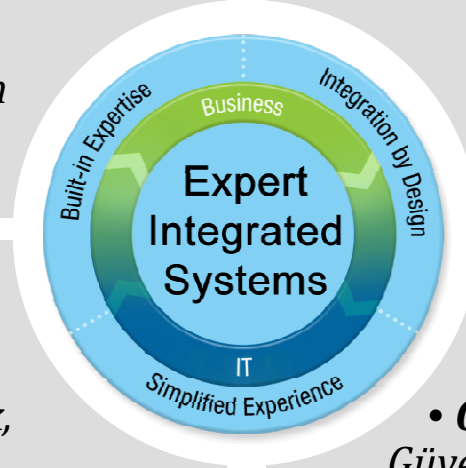 Built-in Expertise
Integration by Design
Business
Expert
Integrated
Systems
IT
Simplified Experience